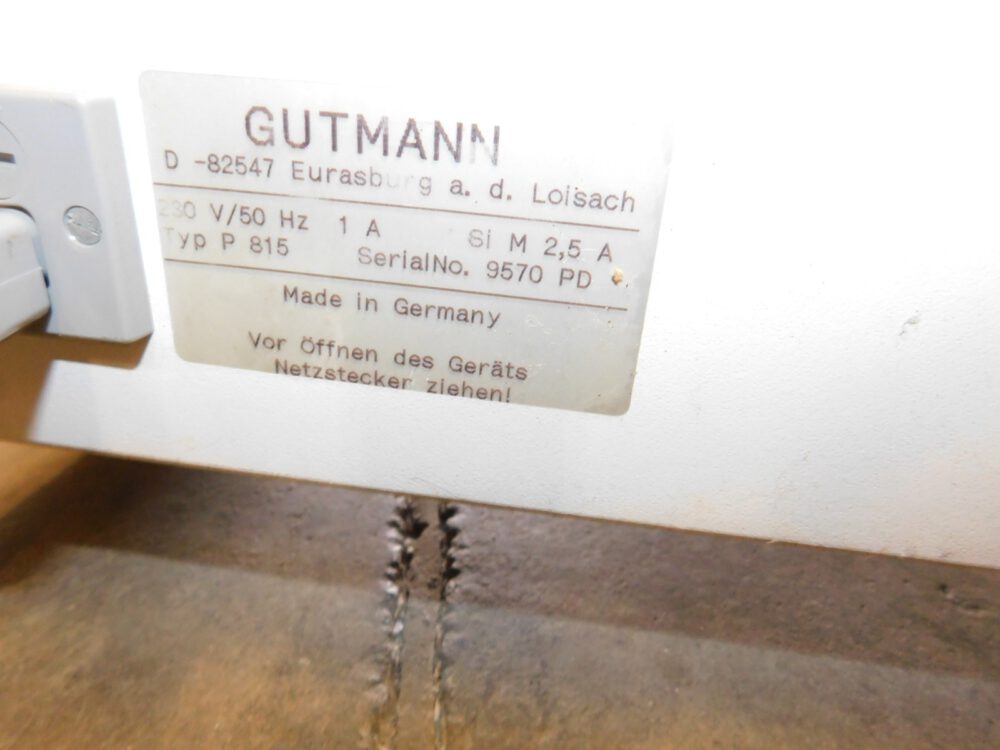 GUTMANN
D -82547 Eurasburg a. d. Loisach
230 V/50 Hz 1 A Si M 2,5 A
Typ P 815 SerialNo. 9570 PD
Made in Germany
Vor Öffnen des Geräts
Netzstecker ziehen!